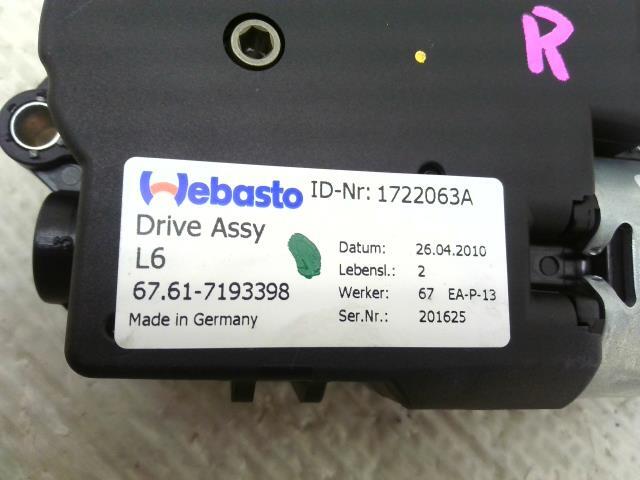 R
Webasto ID-Nr: 1722063A
Drive Assy
L6
67.61-7193398
Made in Germany
Datum: 26.04.2010
Lebensl.: 2
Werker: 67 EA-P-13
Ser.Nr.: 201625